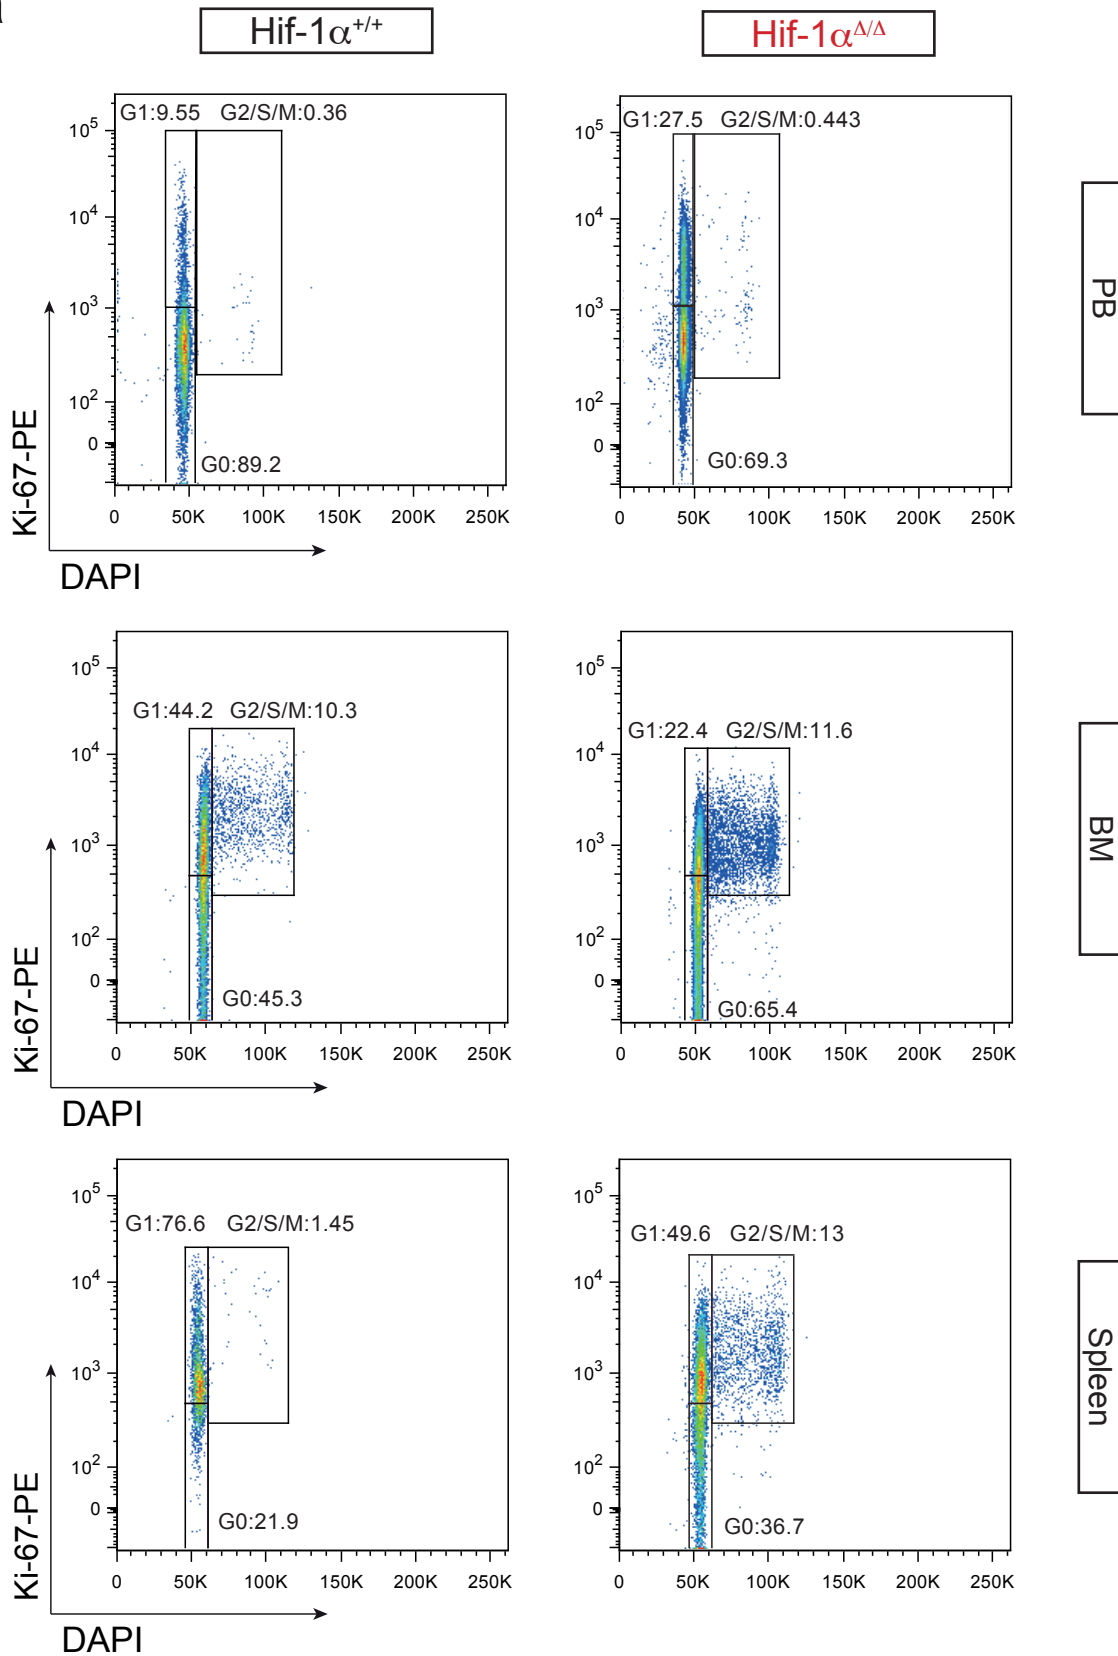 Hif-1α+/+ Hif-1αΔ/Δ
G1:9.55 G2/S/M:0.36
10^5
10^4
10^3
10^2
0
G0:89.2
0 50K 100K 150K 200K 250K
Ki-67-PE
DAPI
G1:27.5 G2/S/M:0.443
10^5
10^4
10^3
10^2
0
G0:69.3
0 50K 100K 150K 200K 250K
PB
G1:44.2 G2/S/M:10.3
10^5
10^4
10^3
10^2
0
G0:45.3
0 50K 100K 150K 200K 250K
Ki-67-PE
DAPI
G1:22.4 G2/S/M:11.6
10^5
10^4
10^3
10^2
0
G0:65.4
0 50K 100K 150K 200K 250K
BM
G1:76.6 G2/S/M:1.45
10^5
10^4
10^3
10^2
0
G0:21.9
0 50K 100K 150K 200K 250K
Ki-67-PE
DAPI
G1:49.6 G2/S/M:13
10^5
10^4
10^3
10^2
0
G0:36.7
0 50K 100K 150K 200K 250K
Spleen